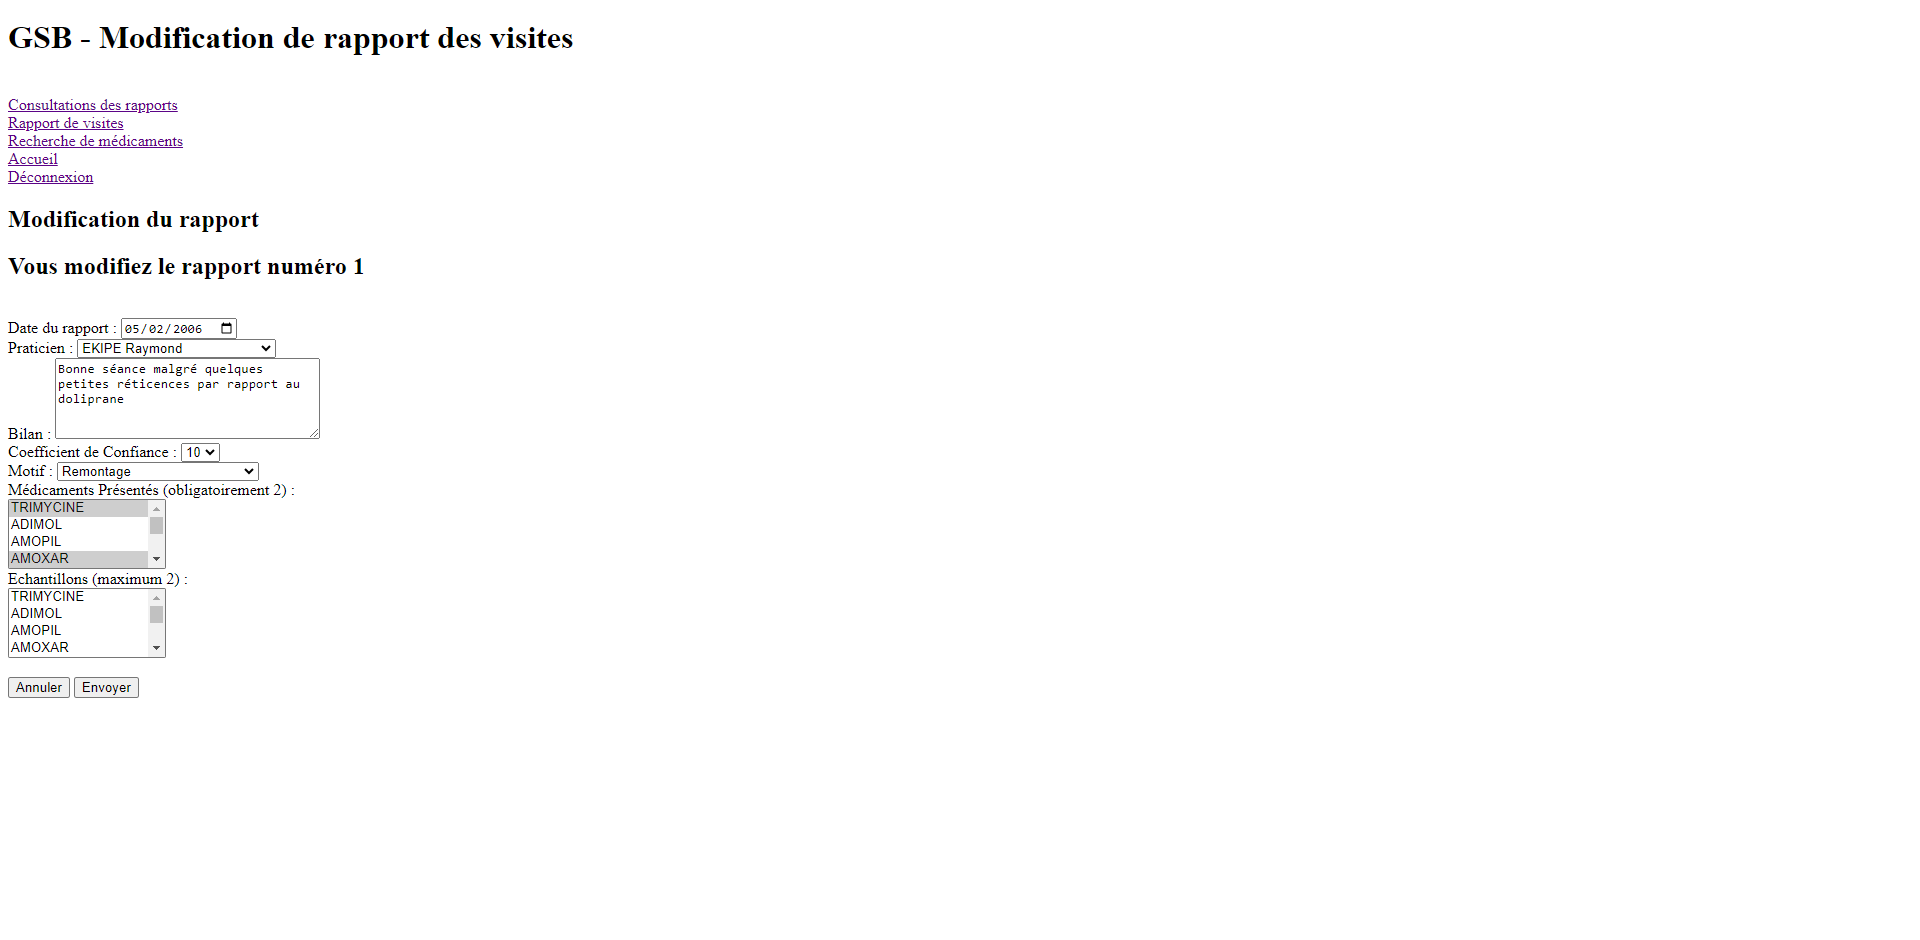 GSB - Modification de rapport des visites
Consultations des rapports
Rapport de visites
Recherche de médicaments
Accueil
Déconnexion
Modification du rapport
Vous modifiez le rapport numéro 1
Date du rapport : 05/02/2006
Praticien : EKIPE Raymond
Bonne séance malgré quelques
petites réticences par rapport au
doliprane
Bilan :
Coefficient de Confiance : 10
Motif : Remontage
Médicaments Présentés (obligatoirement 2) :
TRIMYCINE
ADIMOL
AMOPIL
AMOXAR
Echantillons (maximum 2) :
TRIMYCINE
ADIMOL
AMOPIL
AMOXAR
Annuler Envoyer